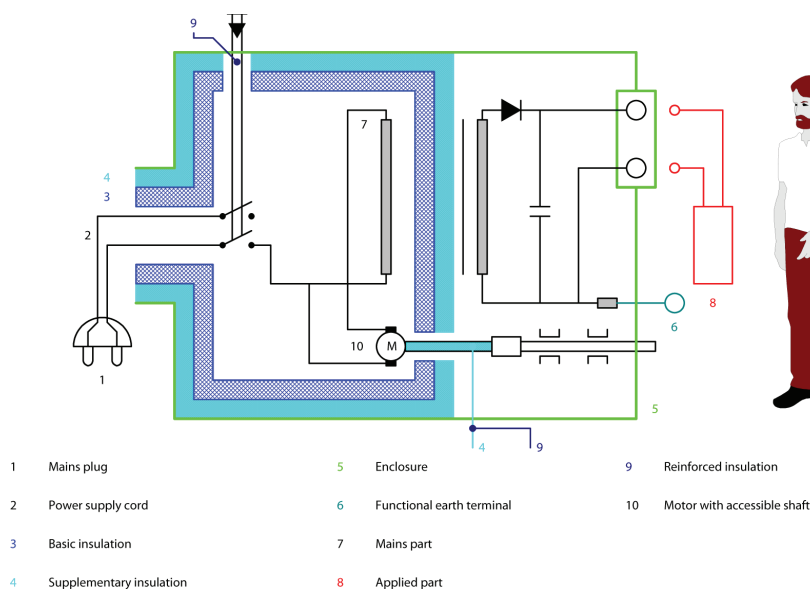 9
7
4
3
2
8
6
10
M
1
5
4
9
1 Mains plug
5 Enclosure
9 Reinforced insulation
2 Power supply cord
6 Functional earth terminal
10 Motor with accessible shaft
3 Basic insulation
7 Mains part
4 Supplementary insulation
8 Applied part